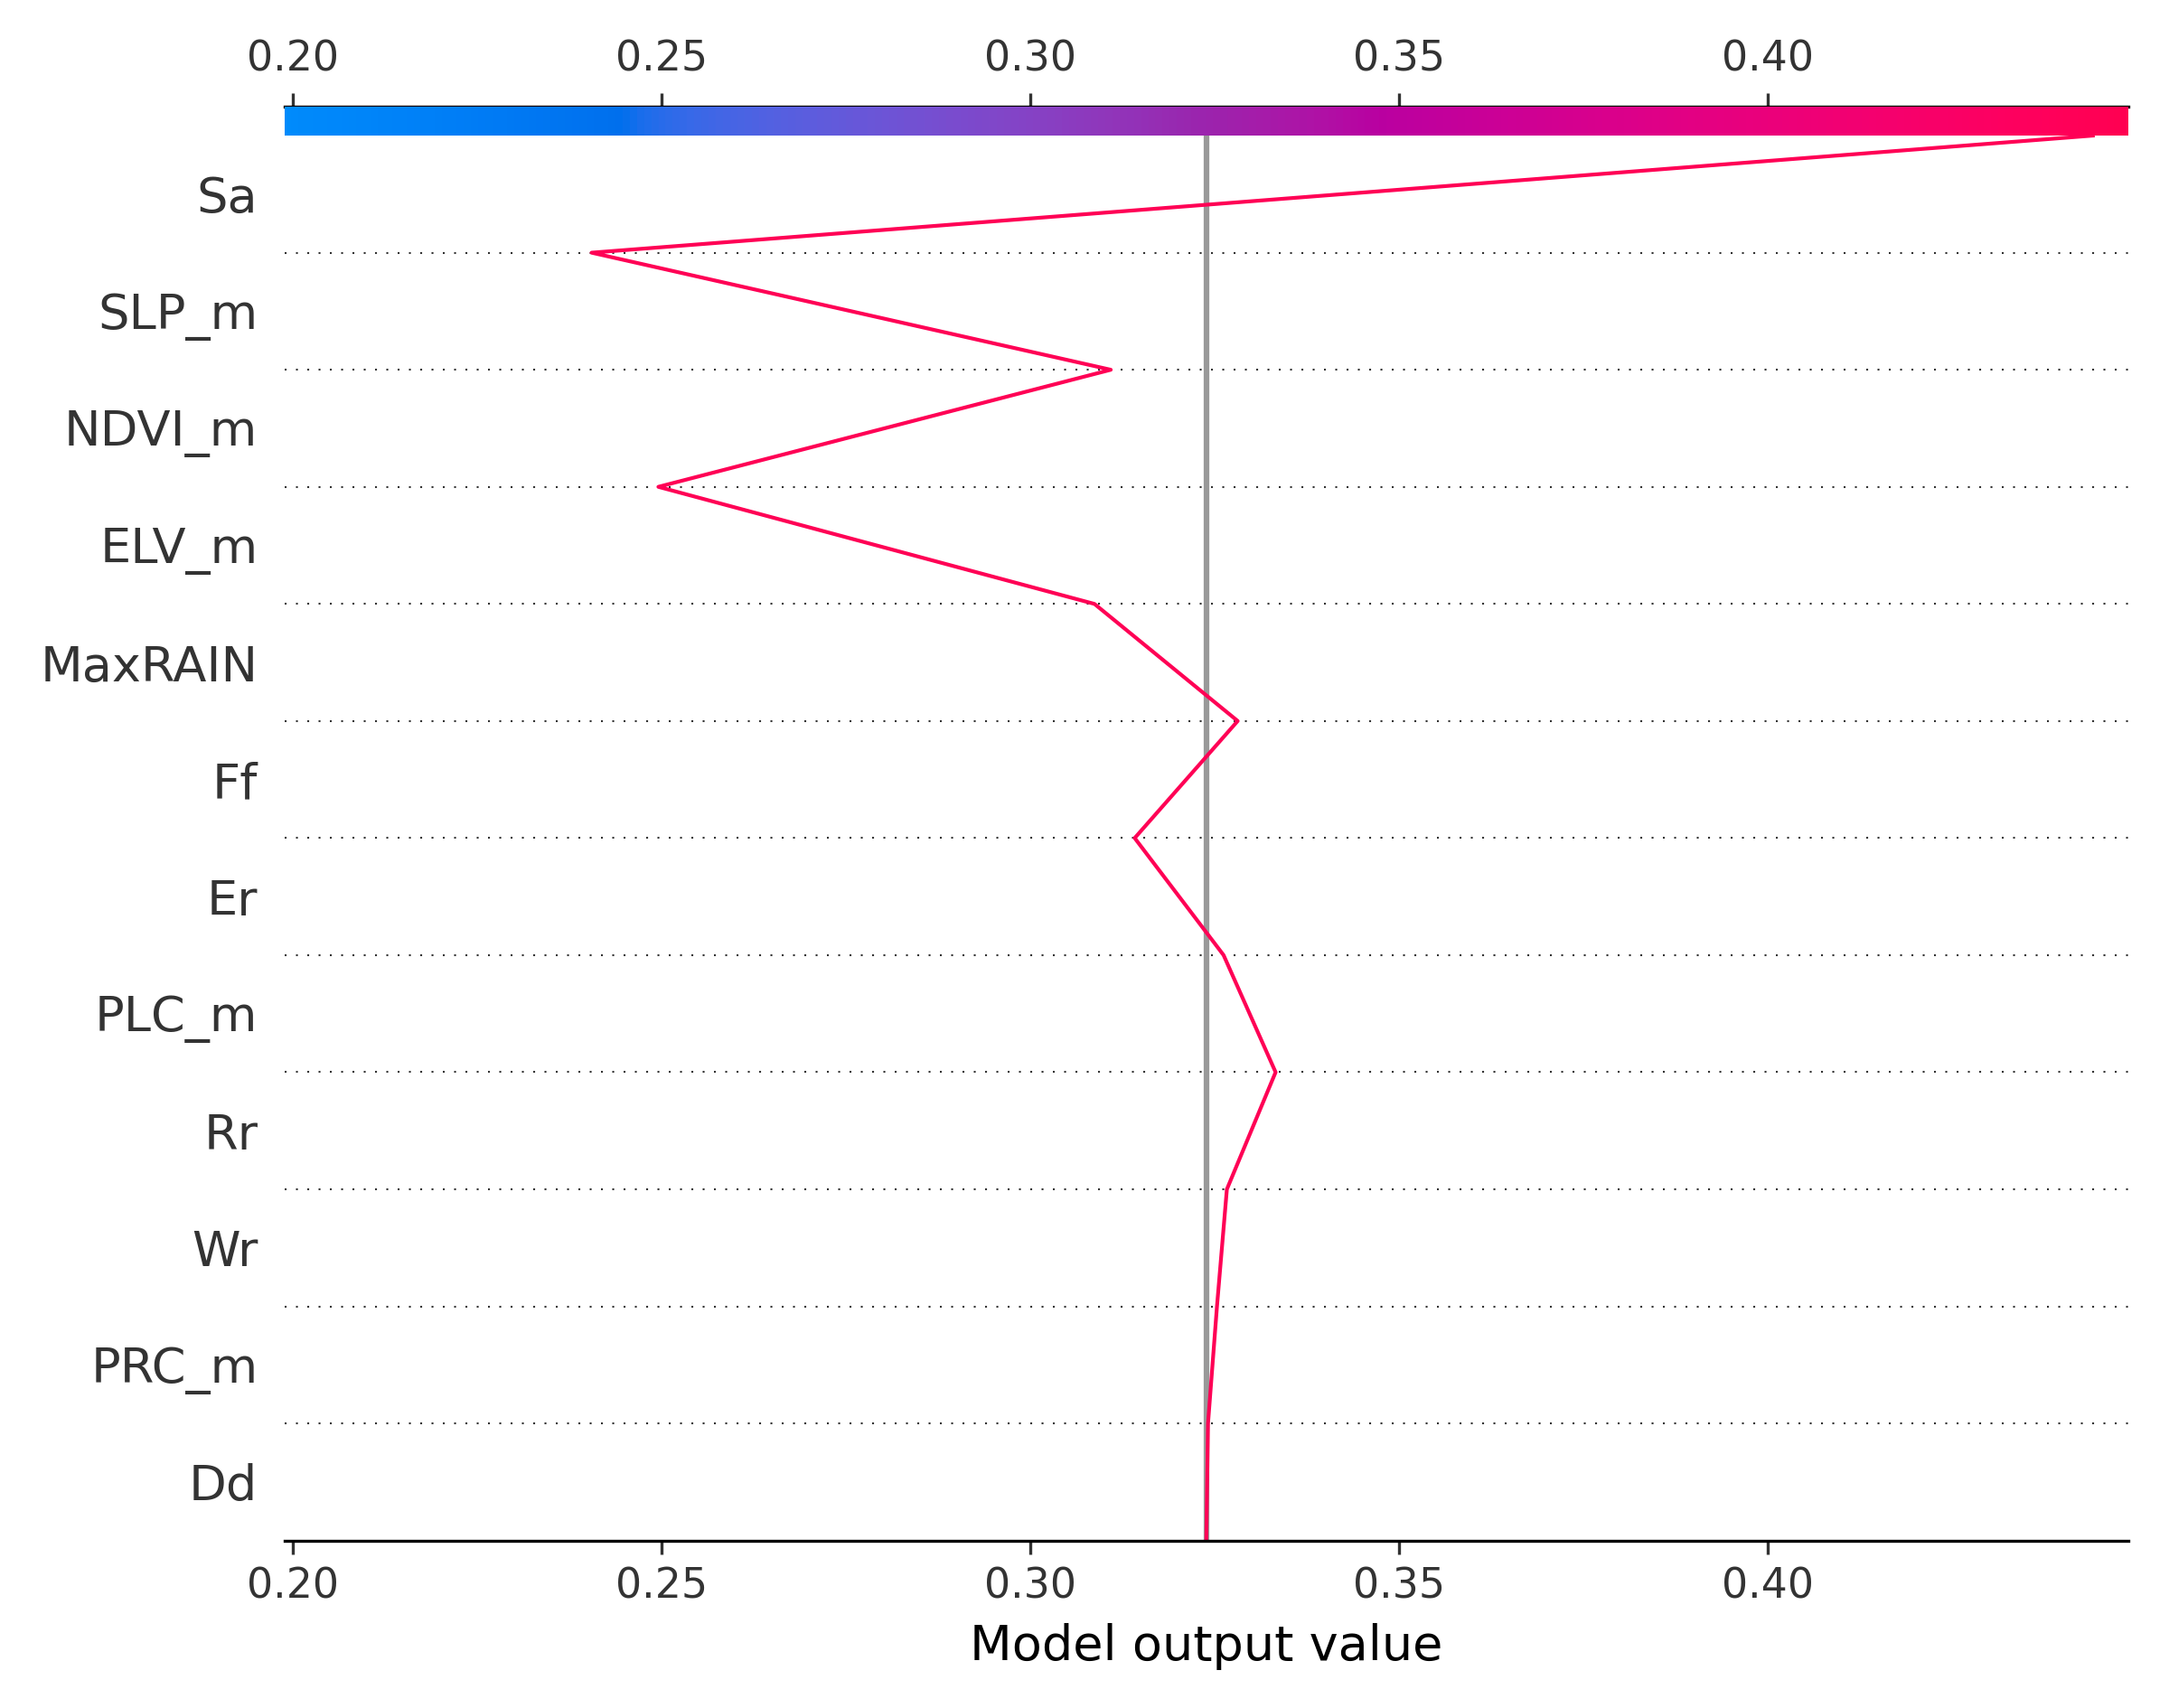 0.20 0.25 0.30 0.35 0.40
Sa
SLP_m
NDVI_m
ELV_m
MaxRAIN
Ff
Er
PLC_m
Rr
Wr
PRC_m
Dd
0.20 0.25 0.30 0.35 0.40
Model output value